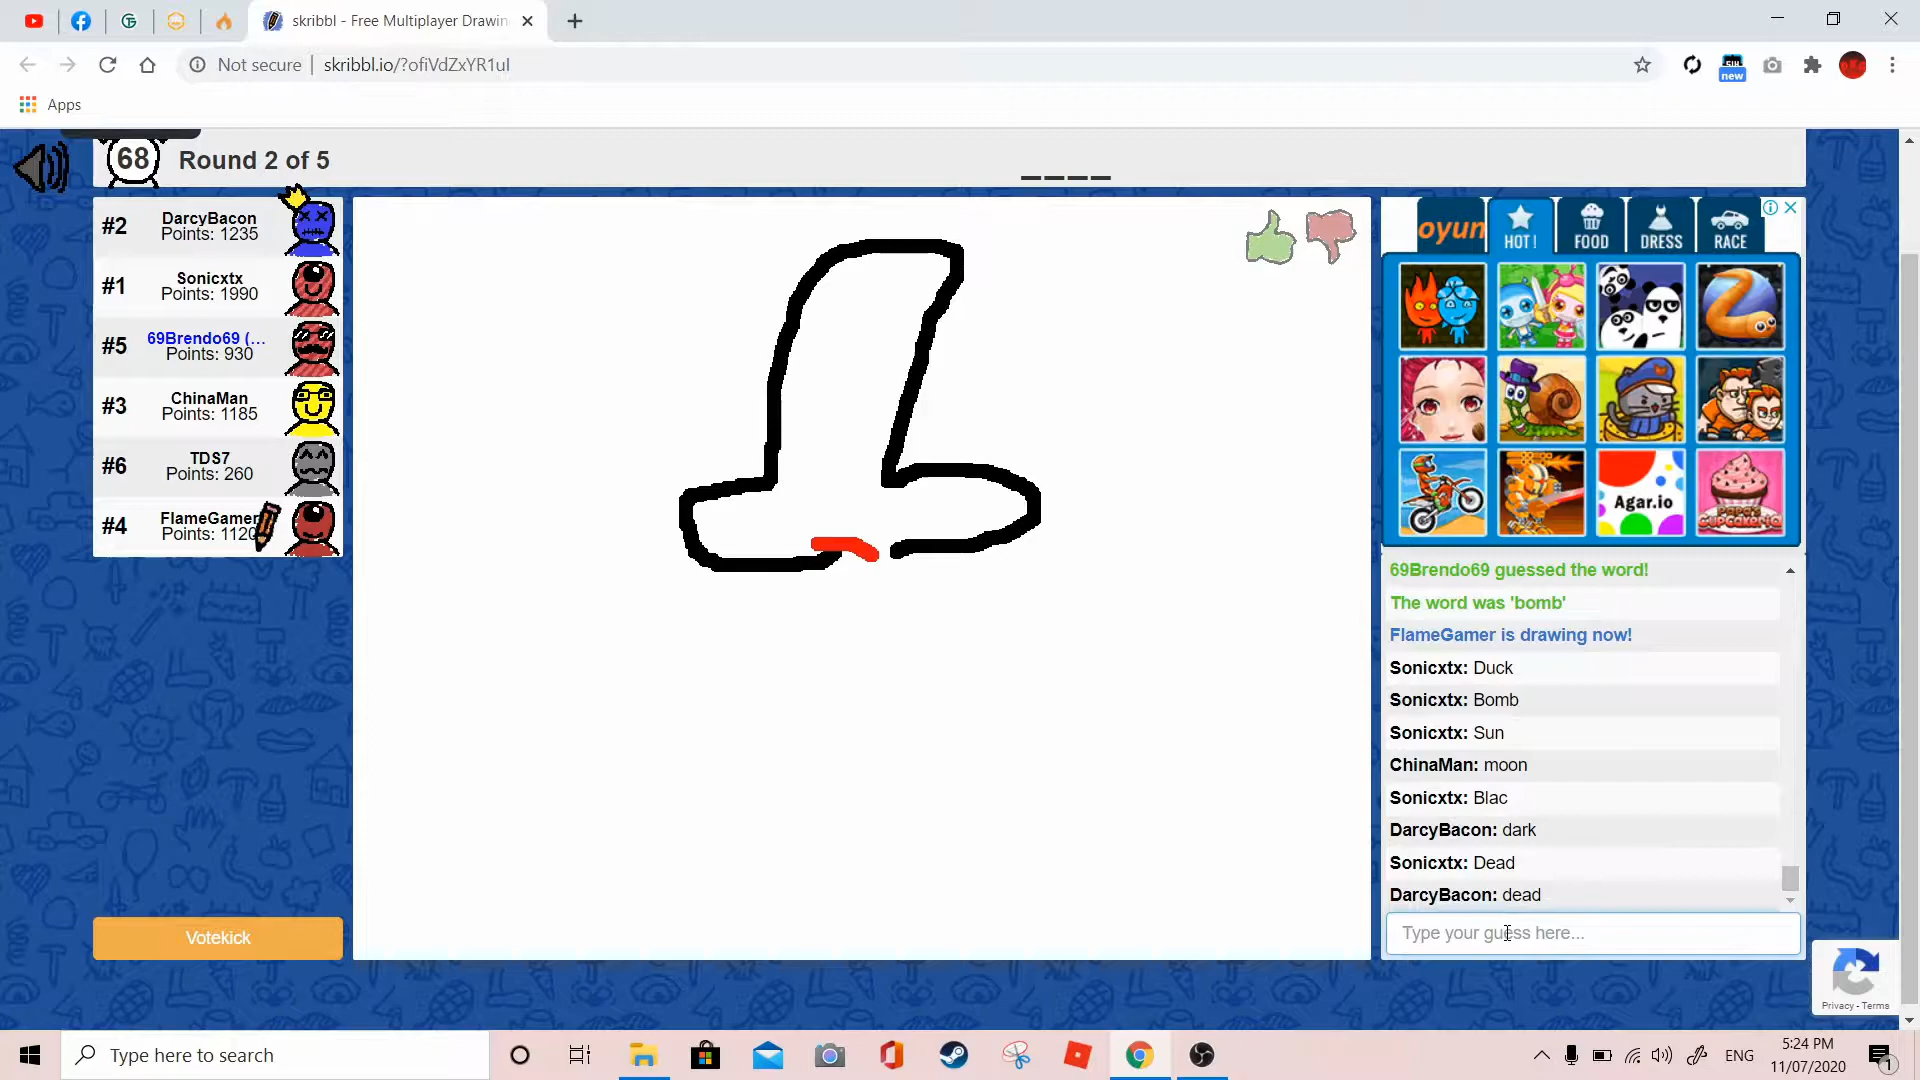 skribbl - Free Multiplayer Drawin
Not secure | skribbl.io/?ofiVdZxYR1uI
new
Apps
68 Round 2 of 5
#2 DarcyBacon
Points: 1235
#1 Sonicxtx
Points: 1990
#5 69Brendo69 (...
Points: 930
#3 ChinaMan
Points: 1185
#6 TDS7
Points: 260
#4 FlameGamer
Points: 1120
Votekick
oyun HOT! FOOD DRESS RACE
Agar.io
69Brendo69 guessed the word!
The word was 'bomb'
FlameGamer is drawing now!
Sonicxtx: Duck
Sonicxtx: Bomb
Sonicxtx: Sun
ChinaMan: moon
Sonicxtx: Blac
DarcyBacon: dark
Sonicxtx: Dead
DarcyBacon: dead
Type your guess here...
Privacy - Terms
Type here to search
ENG
5:24 PM
11/07/2020
1